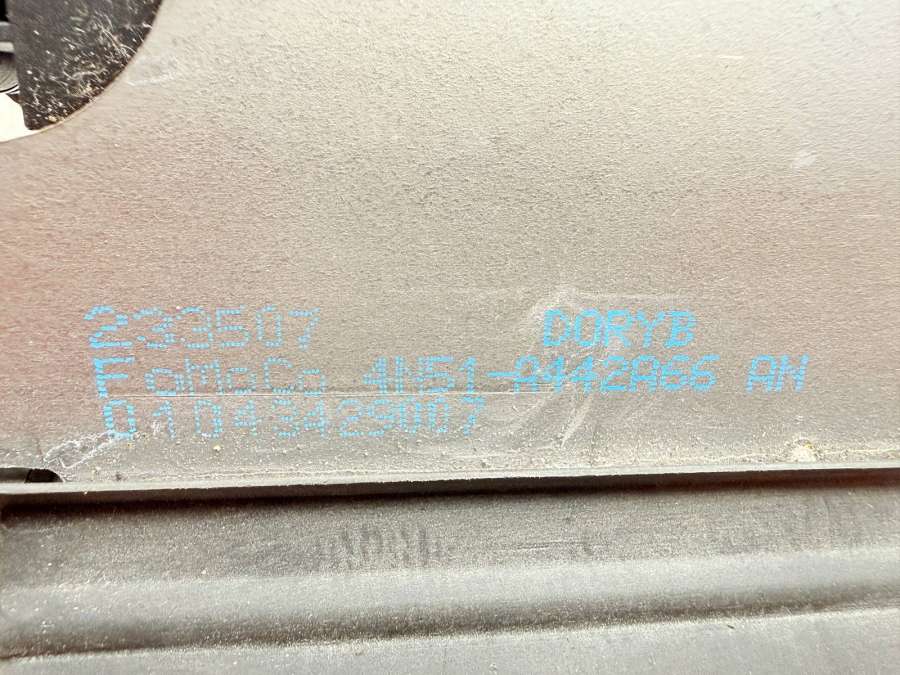 233507 DORYB
FoMoCo 4N51-A442A66 AN
01043429007